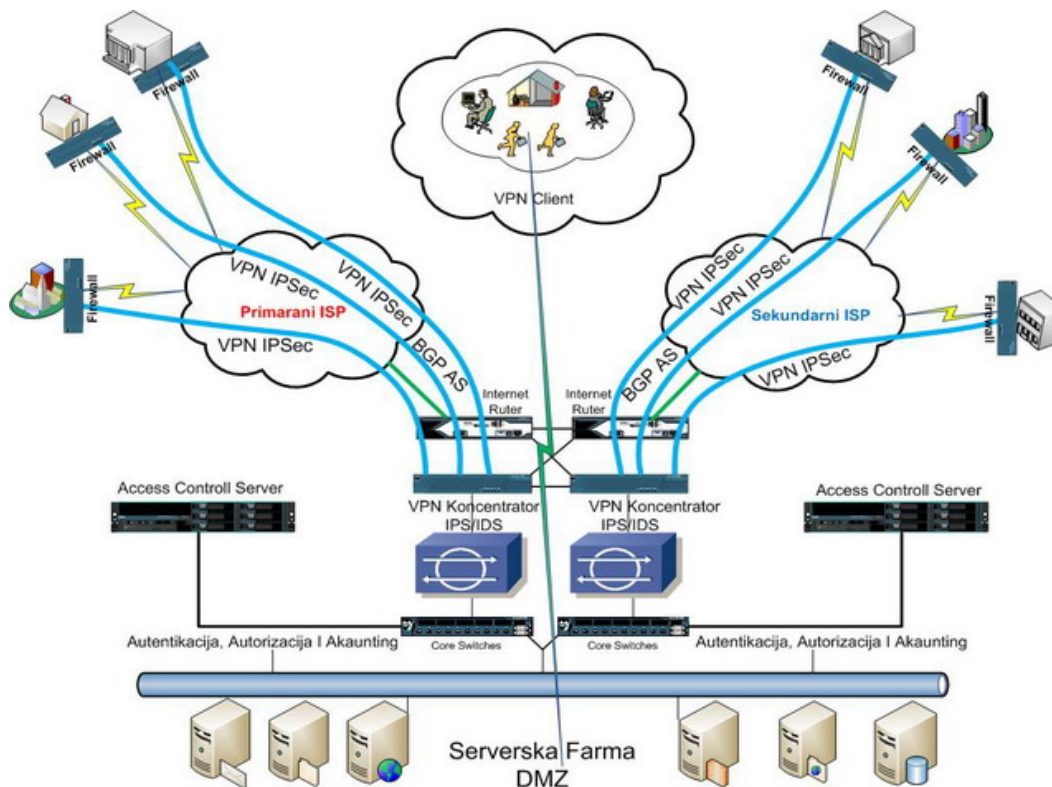 Firewall
Firewall
Firewall
VPN Client
Firewall
Firewall
Firewall
VPN IPSec
VPN IPSec
Primarani ISP
VPN IPSec
BGP AS
VPN IPSec
VPN IPSec
Sekundarni ISP
BGP AS
VPN IPSec
Internet
Ruter
Internet
Ruter
Access Controll Server
VPN Koncentrator
IPS/IDS
VPN Koncentrator
IPS/IDS
Access Controll Server
Autentikacija, Autorizacija I Akaunting
Core Switches
Core Switches
Autentikacija, Autorizacija I Akaunting
Serverska Farma
DMZ